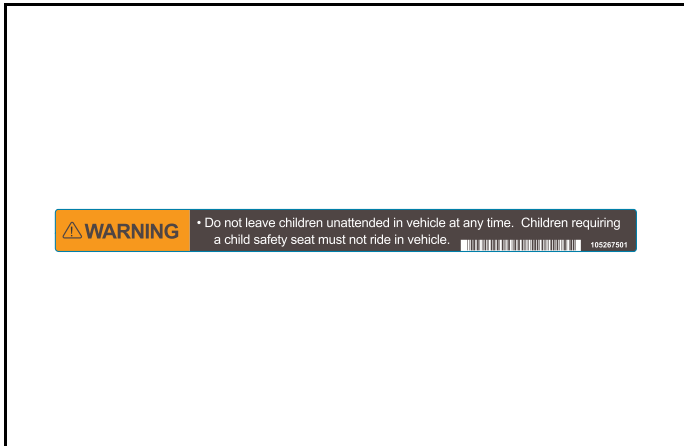 WARNING
• Do not leave children unattended in vehicle at any time.  Children requiring
a child safety seat must not ride in vehicle.
105267501